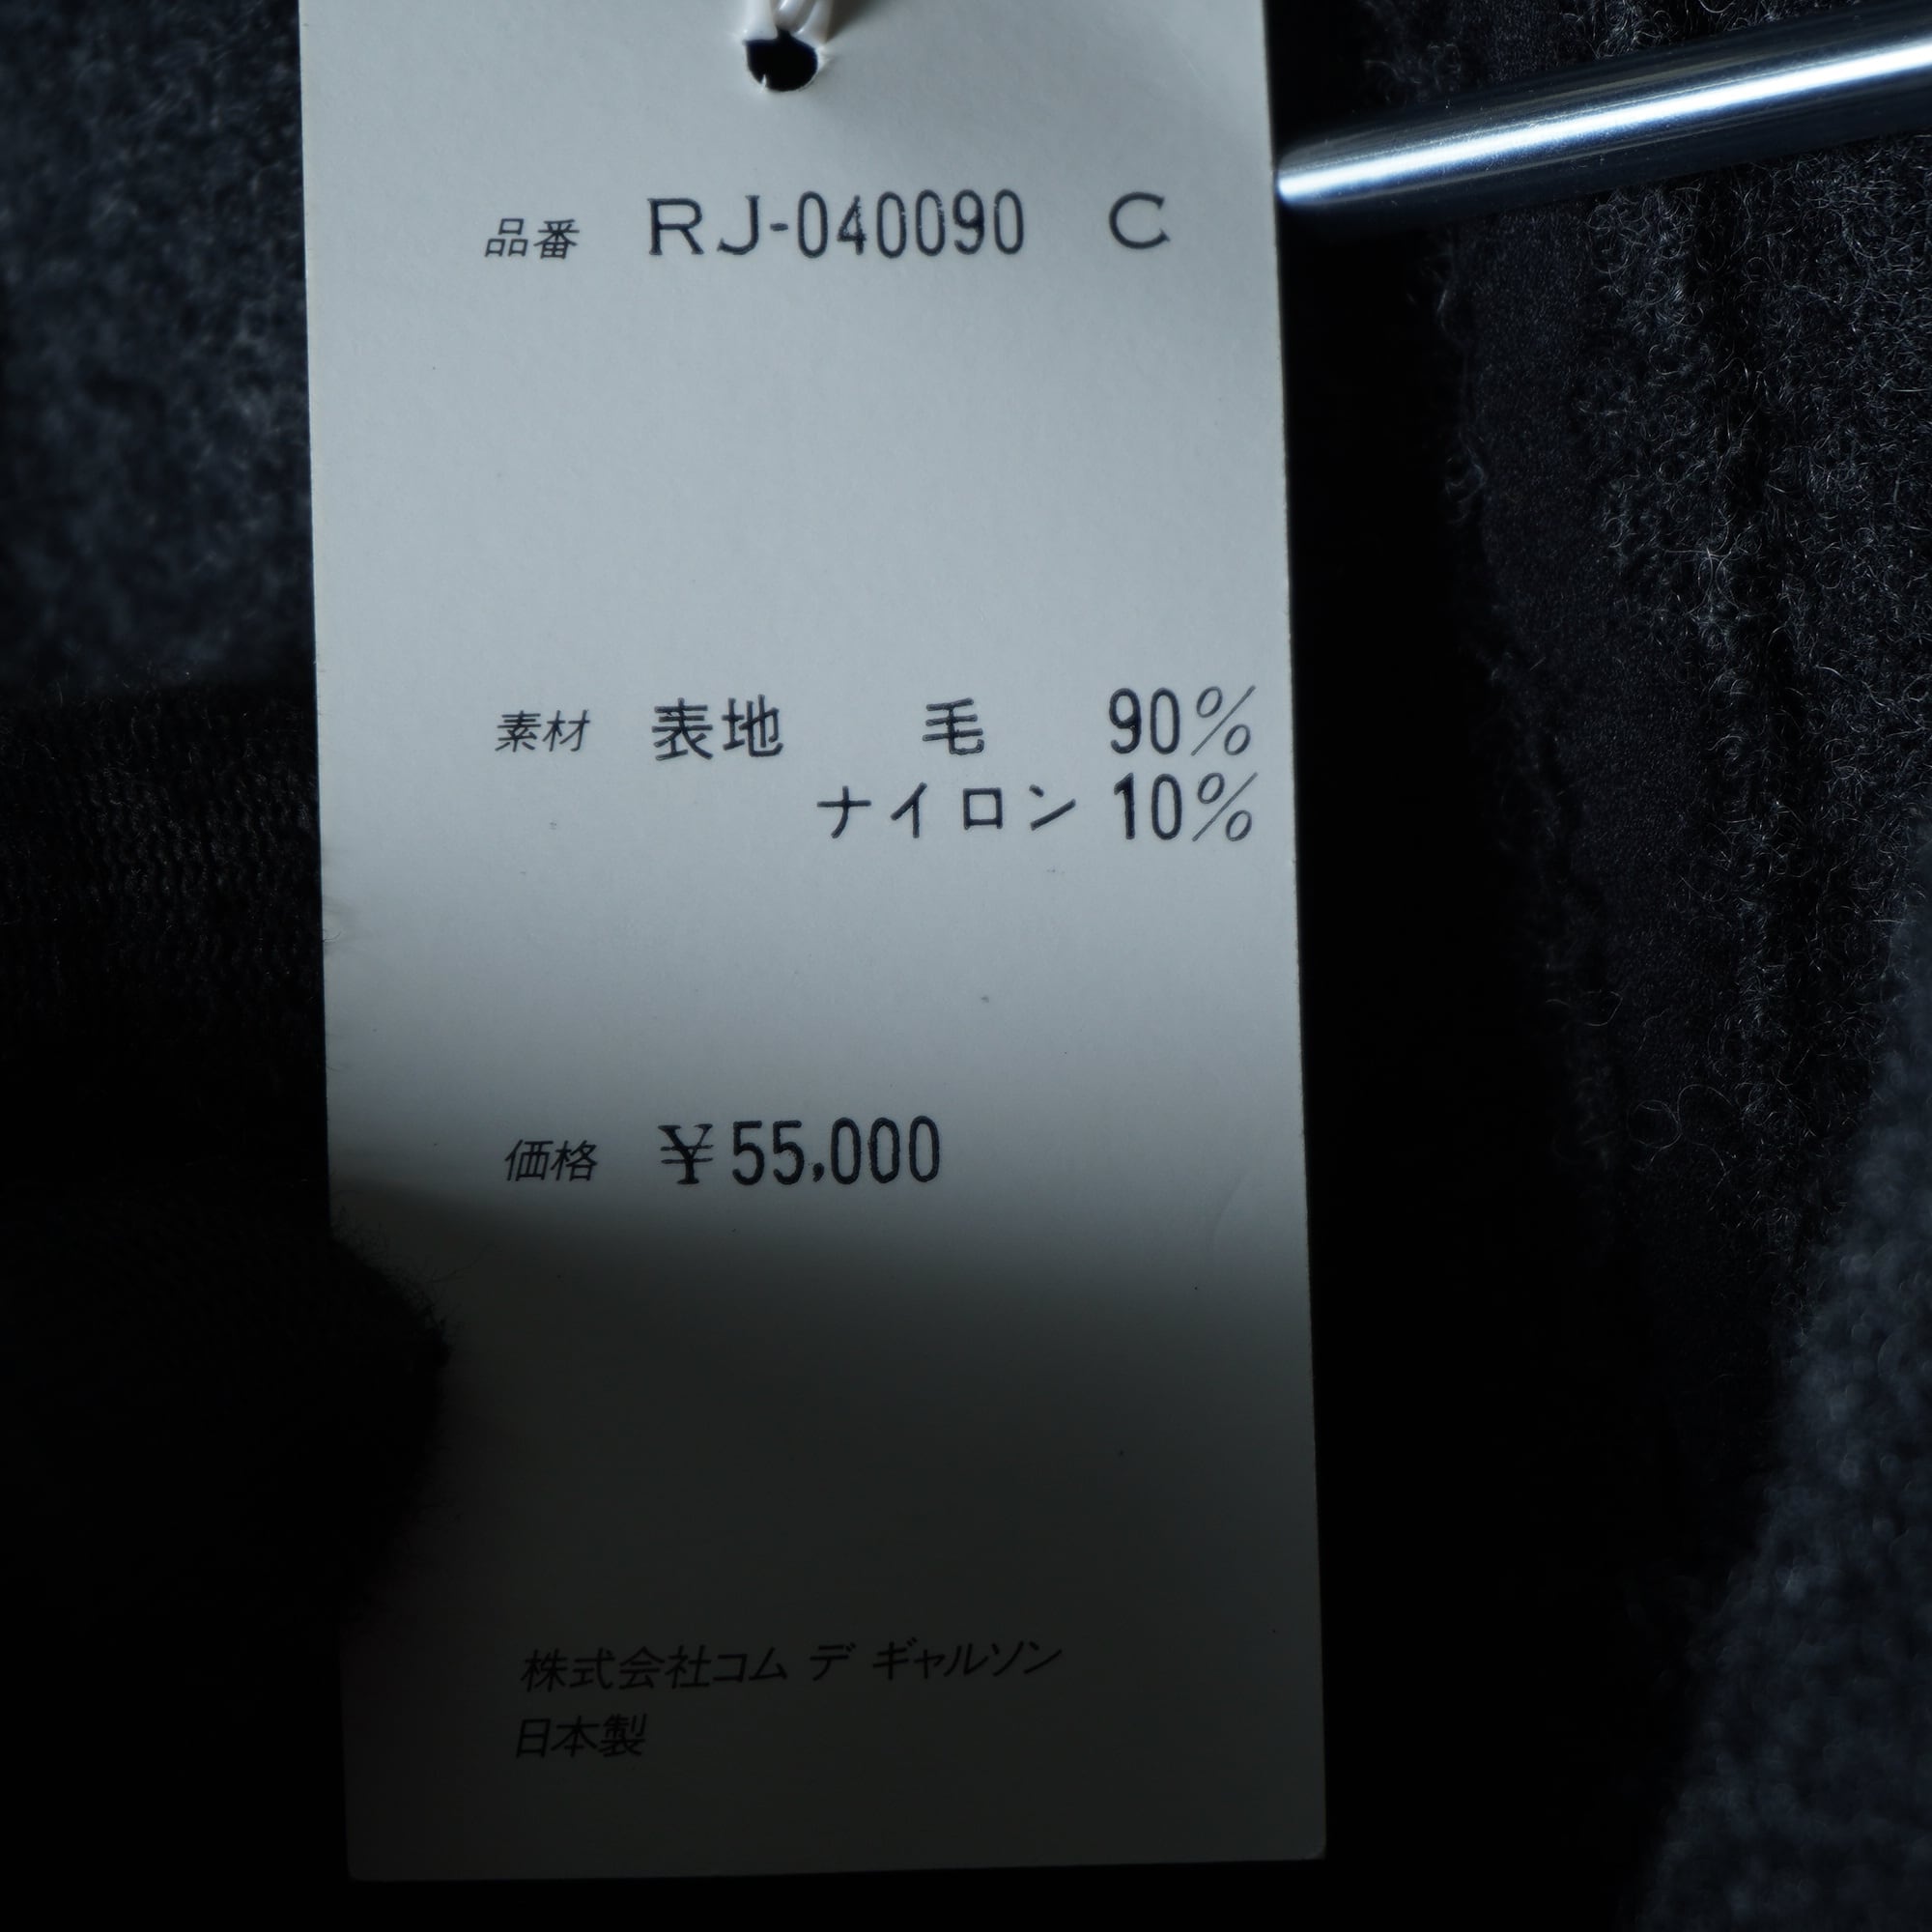 品番 RJ-040090 C
素材 表地 毛 90%
ナイロン 10%
価格 ¥55,000
株式会社コム デ ギャルソン
日本製